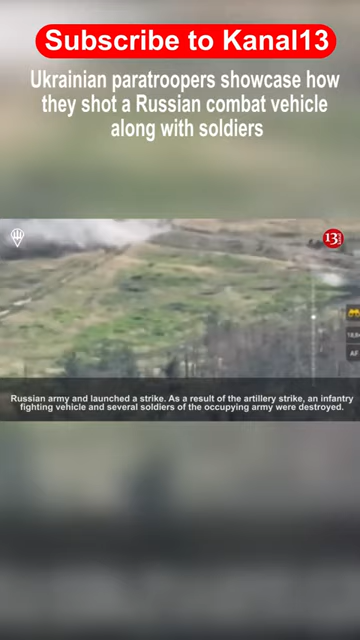 Subscribe to Kanal13
Ukrainian paratroopers showcase how
they shot a Russian combat vehicle
along with soldiers
13
AF
Russian army and launched a strike. As a result of the artillery strike, an infantry
fighting vehicle and several soldiers of the occupying army were destroyed.